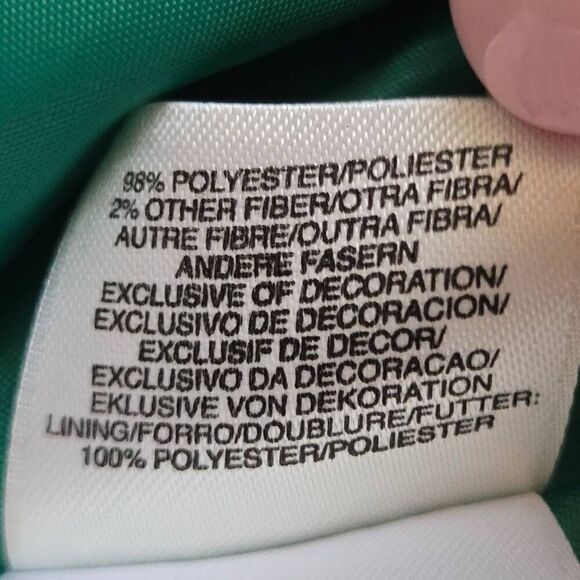 98% POLYESTER/POLIESTER
2% OTHER FIBER/OTRA FIBRA/
AUTRE FIBRE/OUTRA FIBRA/
ANDERE FASERN
EXCLUSIVE OF DECORATION/
EXCLUSIVO DE DECORACION/
EXCLUSIF DE DECOR/
EXCLUSIVO DA DECORACAO/
EKLUSIVE VON DEKORATION
LINING/FORRO/DOUBLURE/FUTTER:
100% POLYESTER/POLIESTER